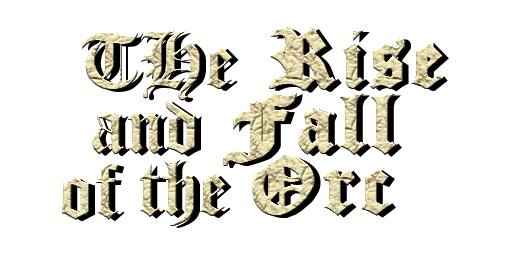 The Rise
and Fall
of the Orc